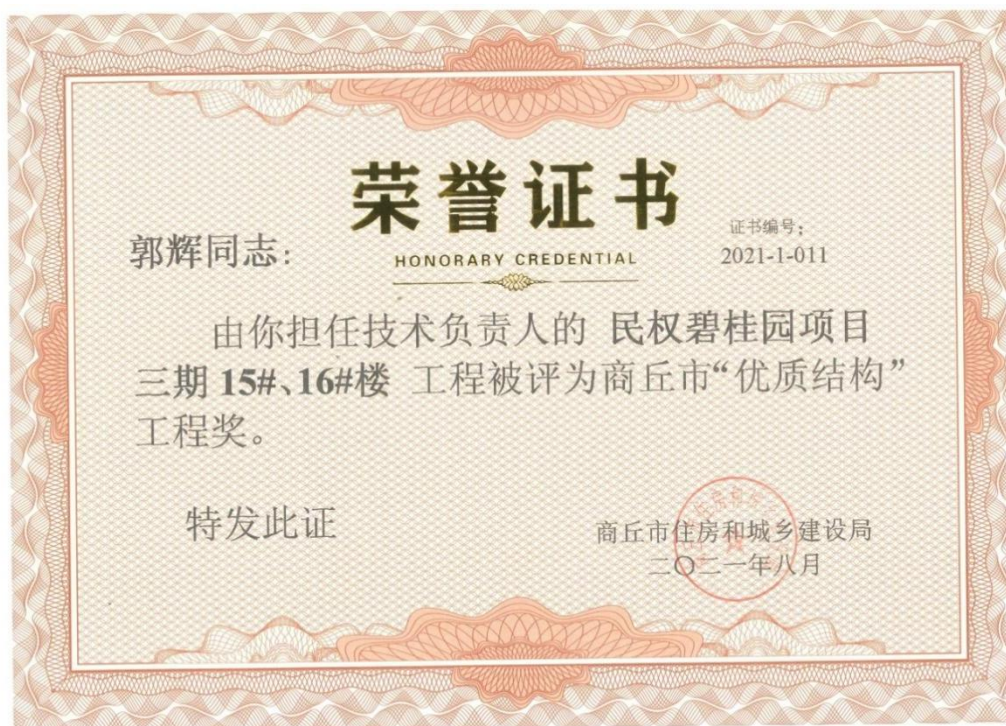 荣誉证书
HONORARY CREDENTIAL
证书编号：
2021-1-011
郭辉同志：
由你担任技术负责人的 民权碧桂园项目
三期 15#、16#楼 工程被评为商丘市“优质结构”
工程奖。
特发此证
商丘市住房和城乡建设局
二〇二一年八月